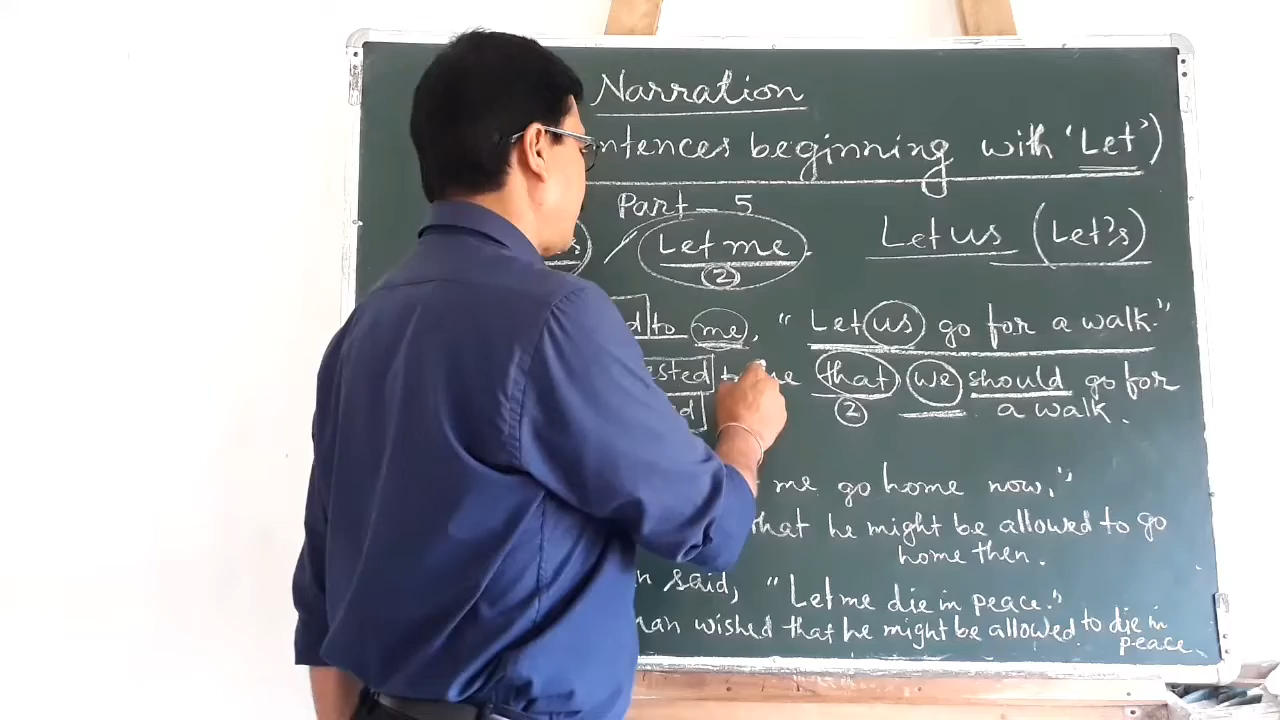 Narration
ntences beginning with 'Let')
Part - 5
s / Let me Let us (Let's)
2
d to me, "Let us go for a walk."
ested to me that we should go for
2
ed a walk.
me go home now,"
that he might be allowed to go
home then.
n said, "Let me die in peace."
man wished that he might be allowed to die in
peace.